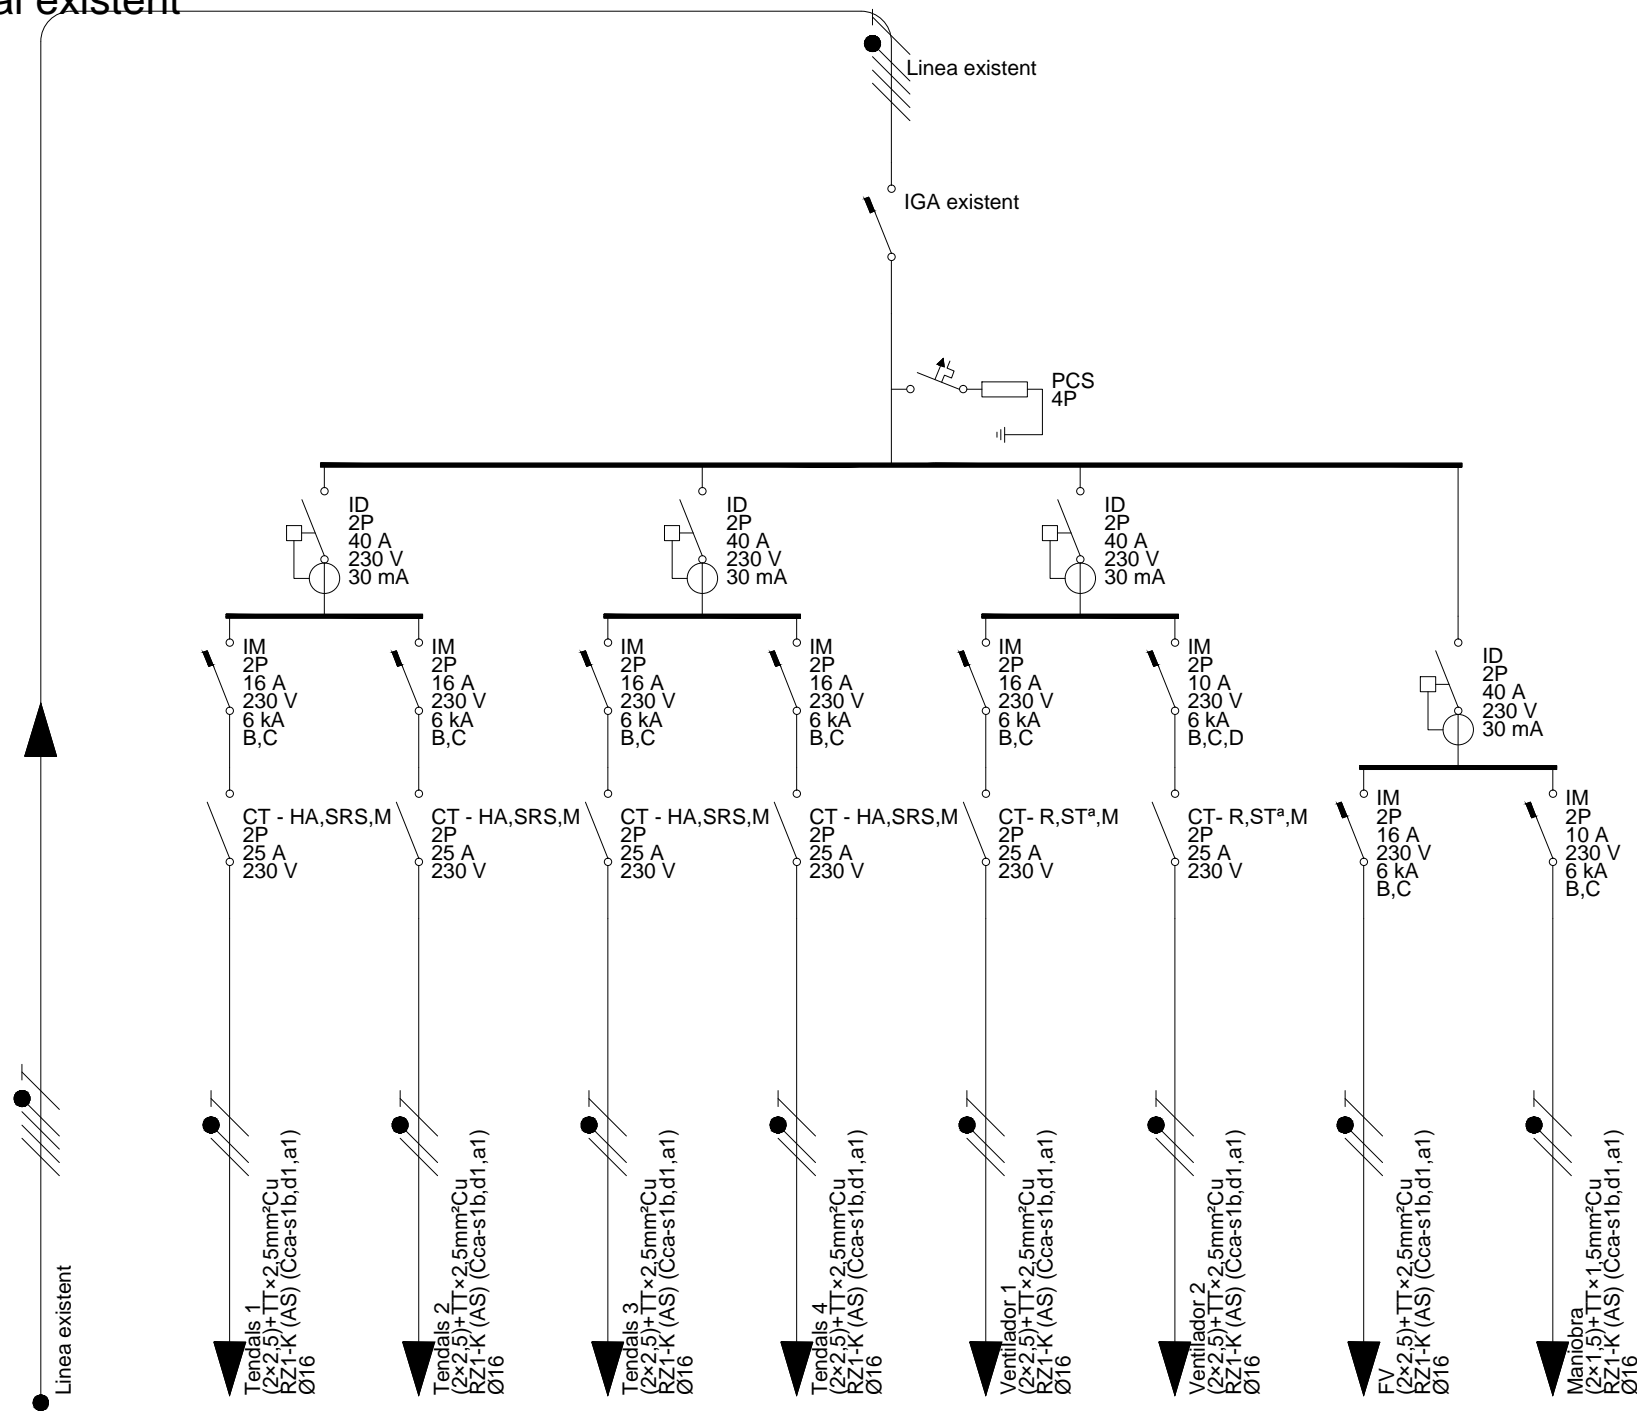 al existent
Linea existent
IGA existent
PCS
4P
ID
2P
40 A
230 V
30 mA
ID
2P
40 A
230 V
30 mA
ID
2P
40 A
230 V
30 mA
ID
2P
40 A
230 V
30 mA
IM
2P
16 A
230 V
6 kA
B,C
IM
2P
16 A
230 V
6 kA
B,C
IM
2P
16 A
230 V
6 kA
B,C
IM
2P
16 A
230 V
6 kA
B,C
IM
2P
16 A
230 V
6 kA
B,C
IM
2P
10 A
230 V
6 kA
B,C,D
IM
2P
16 A
230 V
6 kA
B,C
IM
2P
10 A
230 V
6 kA
B,C
CT - HA,SRS,M
2P
25 A
230 V
CT - HA,SRS,M
2P
25 A
230 V
CT - HA,SRS,M
2P
25 A
230 V
CT - HA,SRS,M
2P
25 A
230 V
CT- R,STª,M
2P
25 A
230 V
CT- R,STª,M
2P
25 A
230 V
Linea existent
Tendals 1
(2×2,5)+TT×2,5mm²Cu
RZ1-K (AS) (Cca-s1b,d1,a1)
Ø16
Tendals 2
(2×2,5)+TT×2,5mm²Cu
RZ1-K (AS) (Cca-s1b,d1,a1)
Ø16
Tendals 3
(2×2,5)+TT×2,5mm²Cu
RZ1-K (AS) (Cca-s1b,d1,a1)
Ø16
Tendals 4
(2×2,5)+TT×2,5mm²Cu
RZ1-K (AS) (Cca-s1b,d1,a1)
Ø16
Ventilador 1
(2×2,5)+TT×2,5mm²Cu
RZ1-K (AS) (Cca-s1b,d1,a1)
Ø16
Ventilador 2
(2×2,5)+TT×2,5mm²Cu
RZ1-K (AS) (Cca-s1b,d1,a1)
Ø16
FV
(2×2,5)+TT×2,5mm²Cu
RZ1-K (AS) (Cca-s1b,d1,a1)
Ø16
Maniobra
(2×1,5)+TT×1,5mm²Cu
RZ1-K (AS) (Cca-s1b,d1,a1)
Ø16